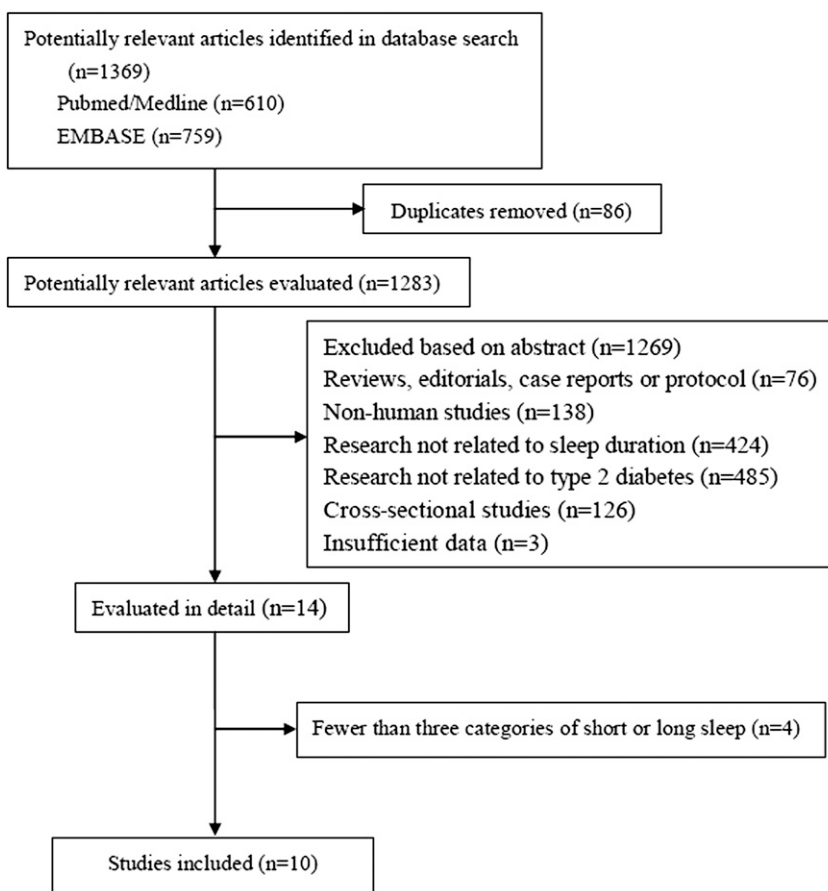 Potentially relevant articles identified in database search
(n=1369)
Pubmed/Medline (n=610)
EMBASE (n=759)
Duplicates removed (n=86)
Potentially relevant articles evaluated (n=1283)
Excluded based on abstract (n=1269)
Reviews, editorials, case reports or protocol (n=76)
Non-human studies (n=138)
Research not related to sleep duration (n=424)
Research not related to type 2 diabetes (n=485)
Cross-sectional studies (n=126)
Insufficient data (n=3)
Evaluated in detail (n=14)
Fewer than three categories of short or long sleep (n=4)
Studies included (n=10)